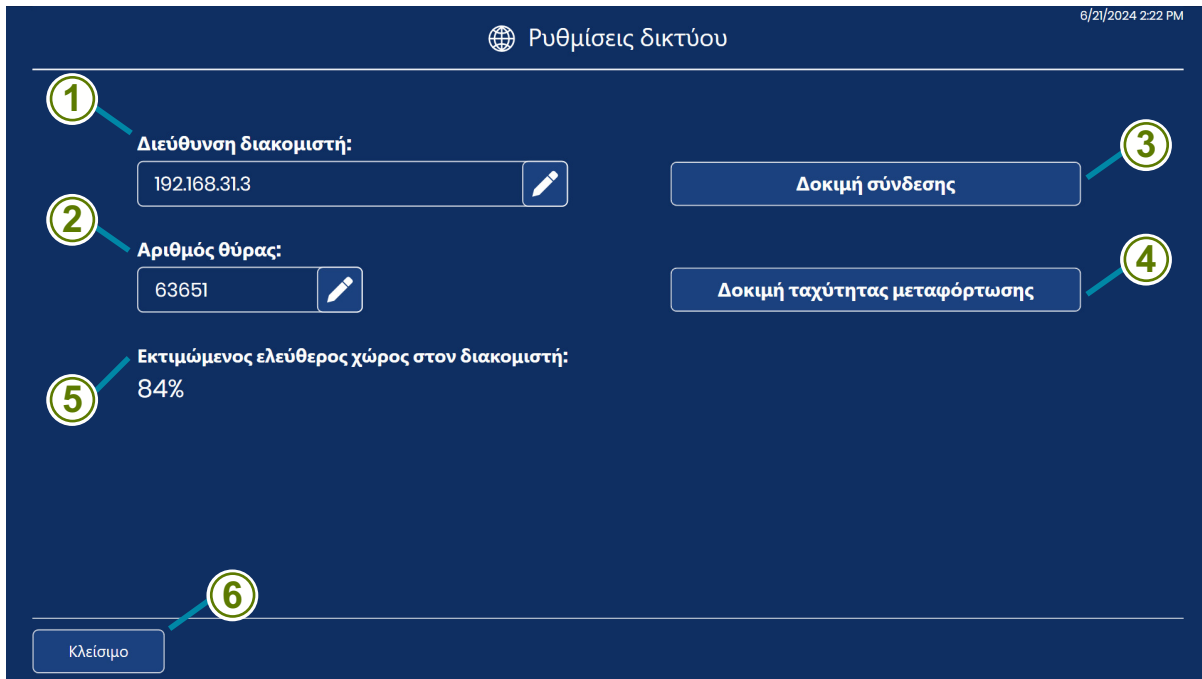 6/21/2024 2:22 PM
Ρυθμίσεις δικτύου
1
Διεύθυνση διακομιστή:
192.168.31.3
3
Δοκιμή σύνδεσης
2
Αριθμός θύρας:
63651
4
Δοκιμή ταχύτητας μεταφόρτωσης
5
Εκτιμώμενος ελεύθερος χώρος στον διακομιστή:
84%
6
Κλείσιμο